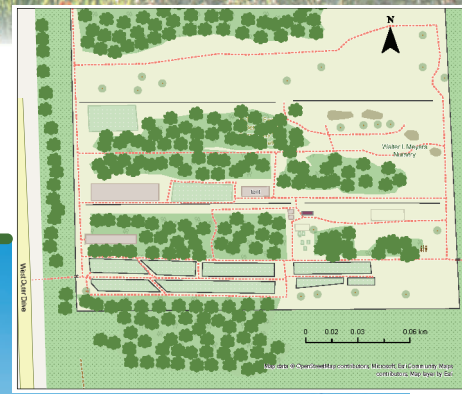 N
Walter L Meyers
Nursery
West Outer Drive
0 0.02 0.03 0.06 km
Map data © OpenStreetMap contributors, Microsoft, Esri Community Maps
contributors, Map layer by Esri